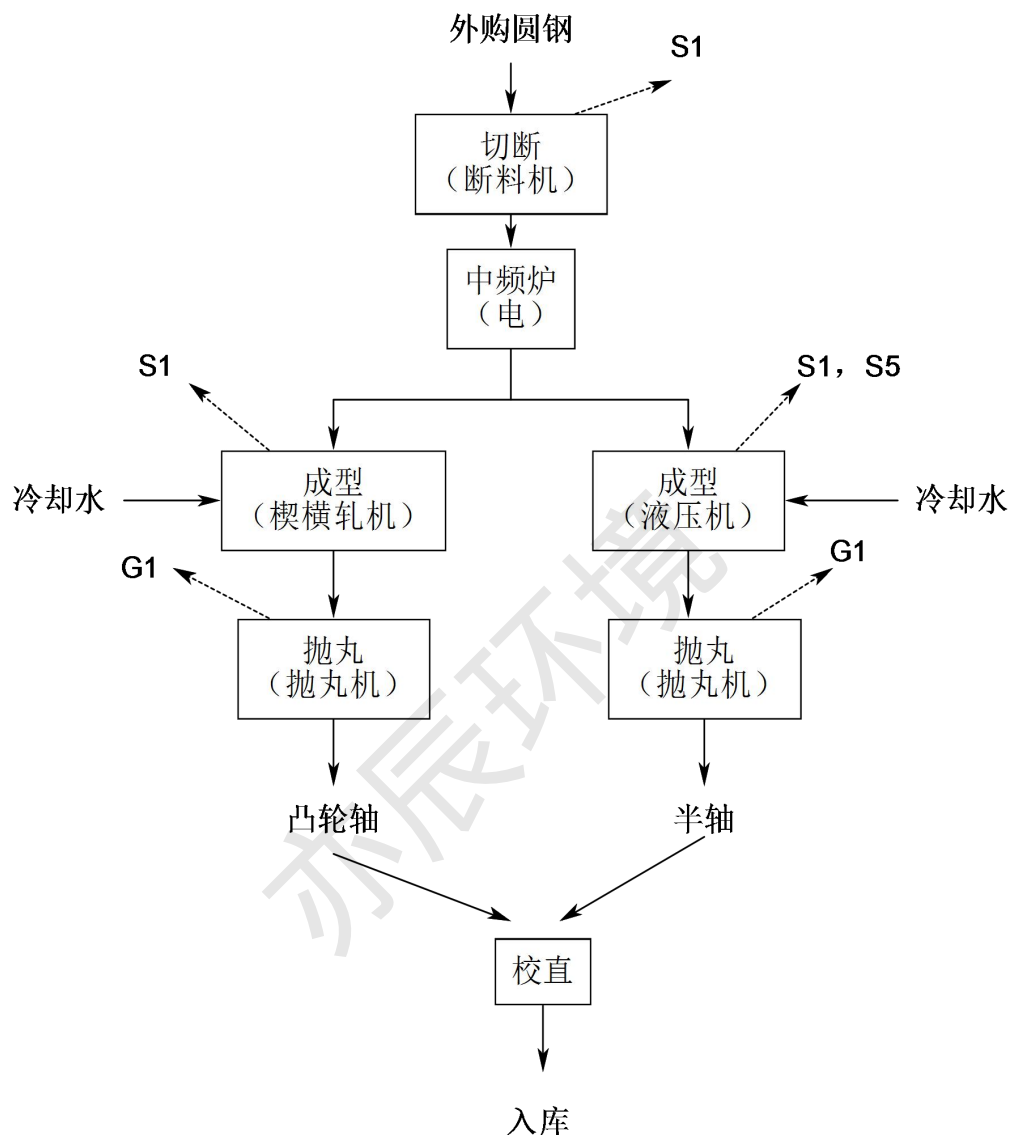 外购圆钢
S1
切断
（断料机）
中频炉
（电）
S1
S1，S5
冷却水
成型
（楔横轧机）
成型
（液压机）
冷却水
G1
G1
抛丸
（抛丸机）
抛丸
（抛丸机）
凸轮轴
半轴
校直
入库
亦辰环境